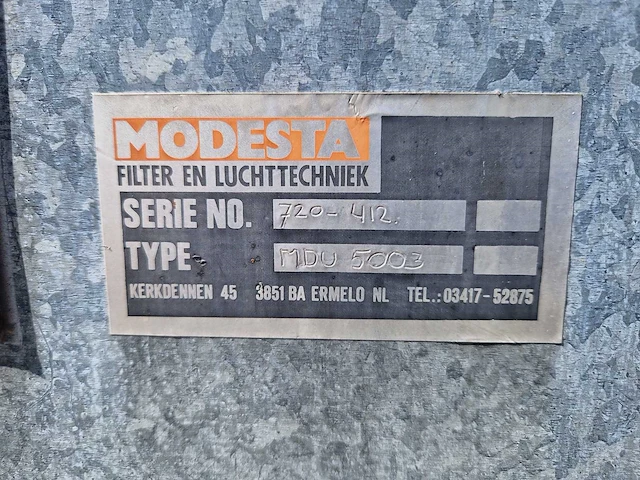 MODESTA
FILTER EN LUCHTTECHNIEK
SERIE NO. 720-412.
TYPE MDU 5003
KERKDENNEN 45 3851 BA ERMELO NL TEL.: 03417-52875